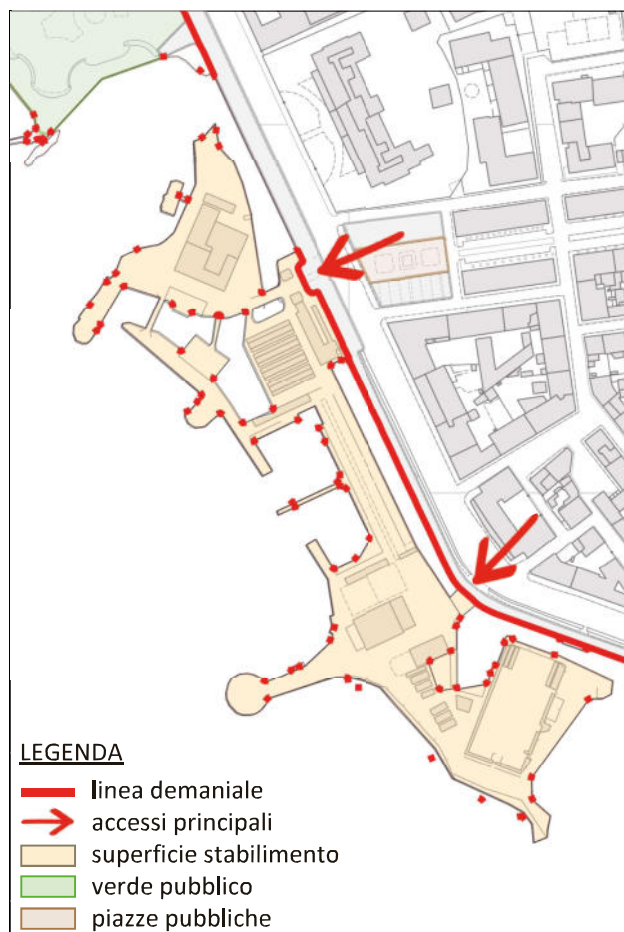 LEGENDA
linea demaniale
accessi principali
superficie stabilimento
verde pubblico
piazze pubbliche